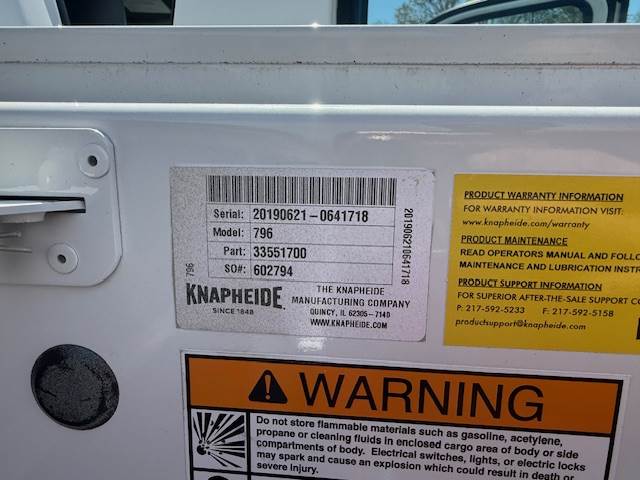 Serial: 20190621-0641718
Model: 796
Part: 33551700
SO#: 602794
796
201906210641718
KNAPHEIDE
SINCE 1848
THE KNAPHEIDE
MANUFACTURING COMPANY
QUINCY, IL 62305-7140
WWW.KNAPHEIDE.COM
PRODUCT WARRANTY INFORMATION
FOR WARRANTY INFORMATION VISIT:
www.knapheide.com/warranty
PRODUCT MAINTENANCE
READ OPERATORS MANUAL AND FOLLO
MAINTENANCE AND LUBRICATION INSTR
PRODUCT SUPPORT INFORMATION
FOR SUPERIOR AFTER-THE-SALE SUPPORT CO
P: 217-592-5233 F: 217-592-5158
productsupport@knapheide.com
WARNING
Do not store flammable materials such as gasoline, acetylene,
propane or cleaning fluids in enclosed cargo area of body or side
compartments of body. Electrical switches, lights, or electric locks
may spark and cause an explosion which could result in death or
severe injury.